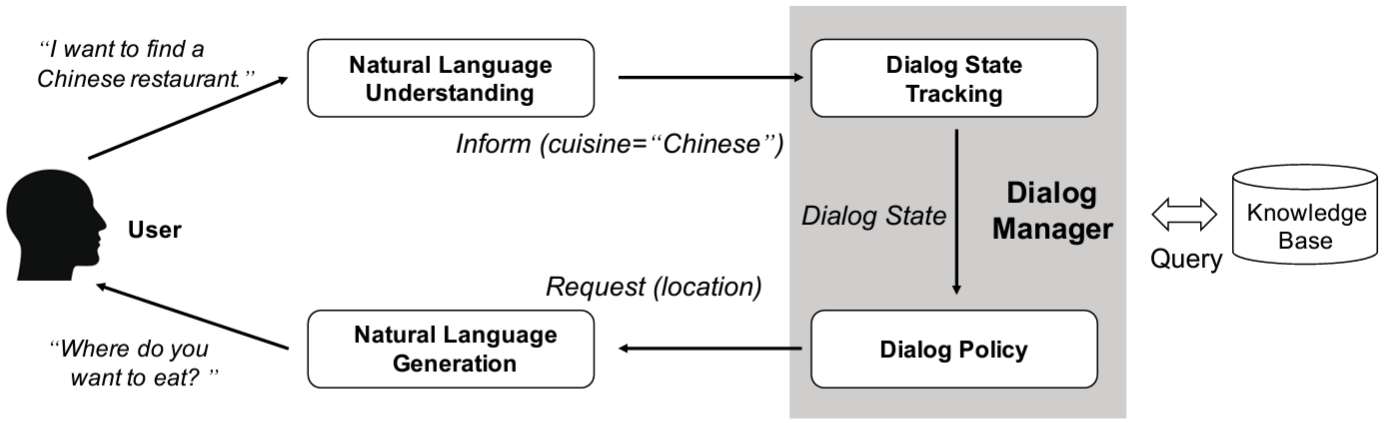 “I want to find a
Chinese restaurant.”
Natural Language
Understanding
Dialog State
Tracking
Inform (cuisine=“Chinese”)
User
Dialog State
Dialog
Manager
Knowledge
Base
Query
Request (location)
“Where do you
want to eat? ”
Natural Language
Generation
Dialog Policy